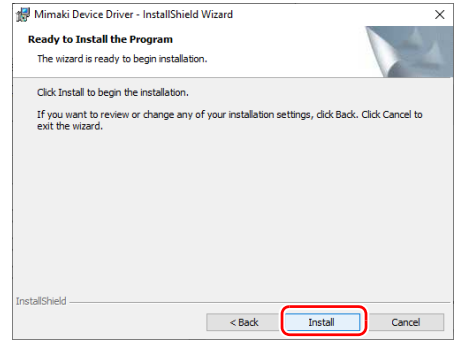 Mimaki Device Driver - InstallShield Wizard
Ready to Install the Program
The wizard is ready to begin installation.
Click Install to begin the installation.
If you want to review or change any of your installation settings, click Back. Click Cancel to
exit the wizard.
InstallShield
< Back Install Cancel